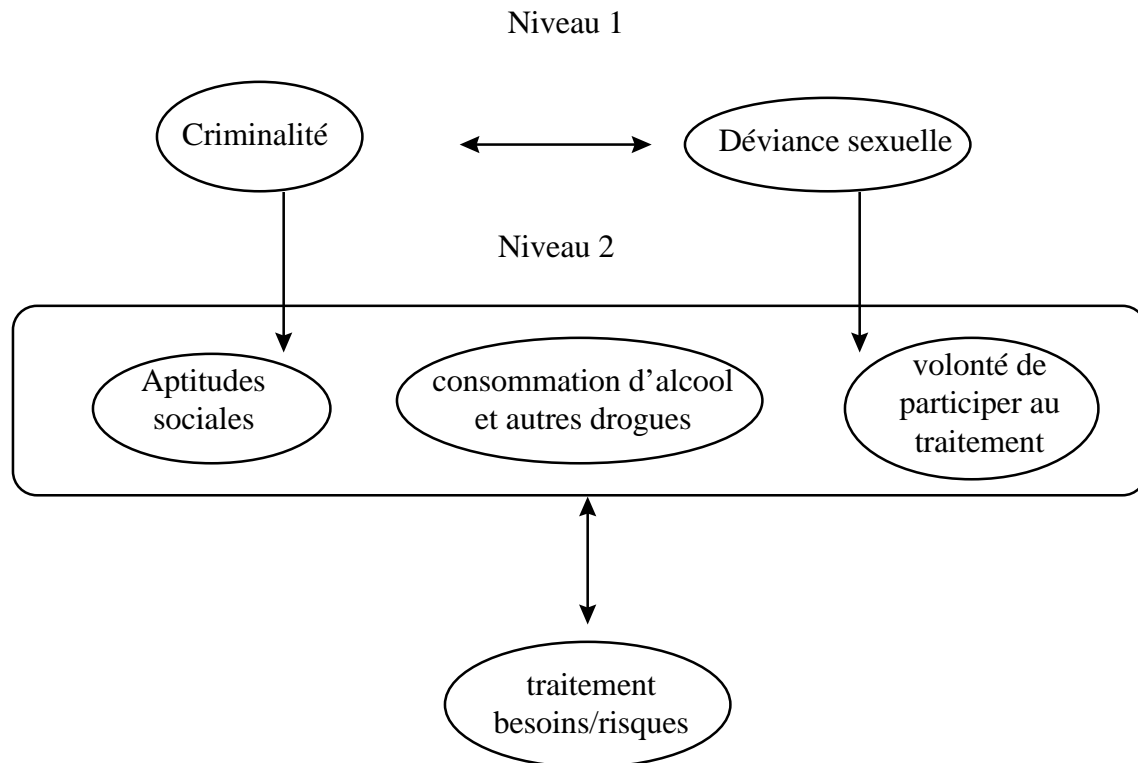 Niveau 1
Criminalité
Déviance sexuelle
Niveau 2
Aptitudes
sociales
consommation d’alcool
et autres drogues
volonté de
participer au
traitement
traitement
besoins/risques